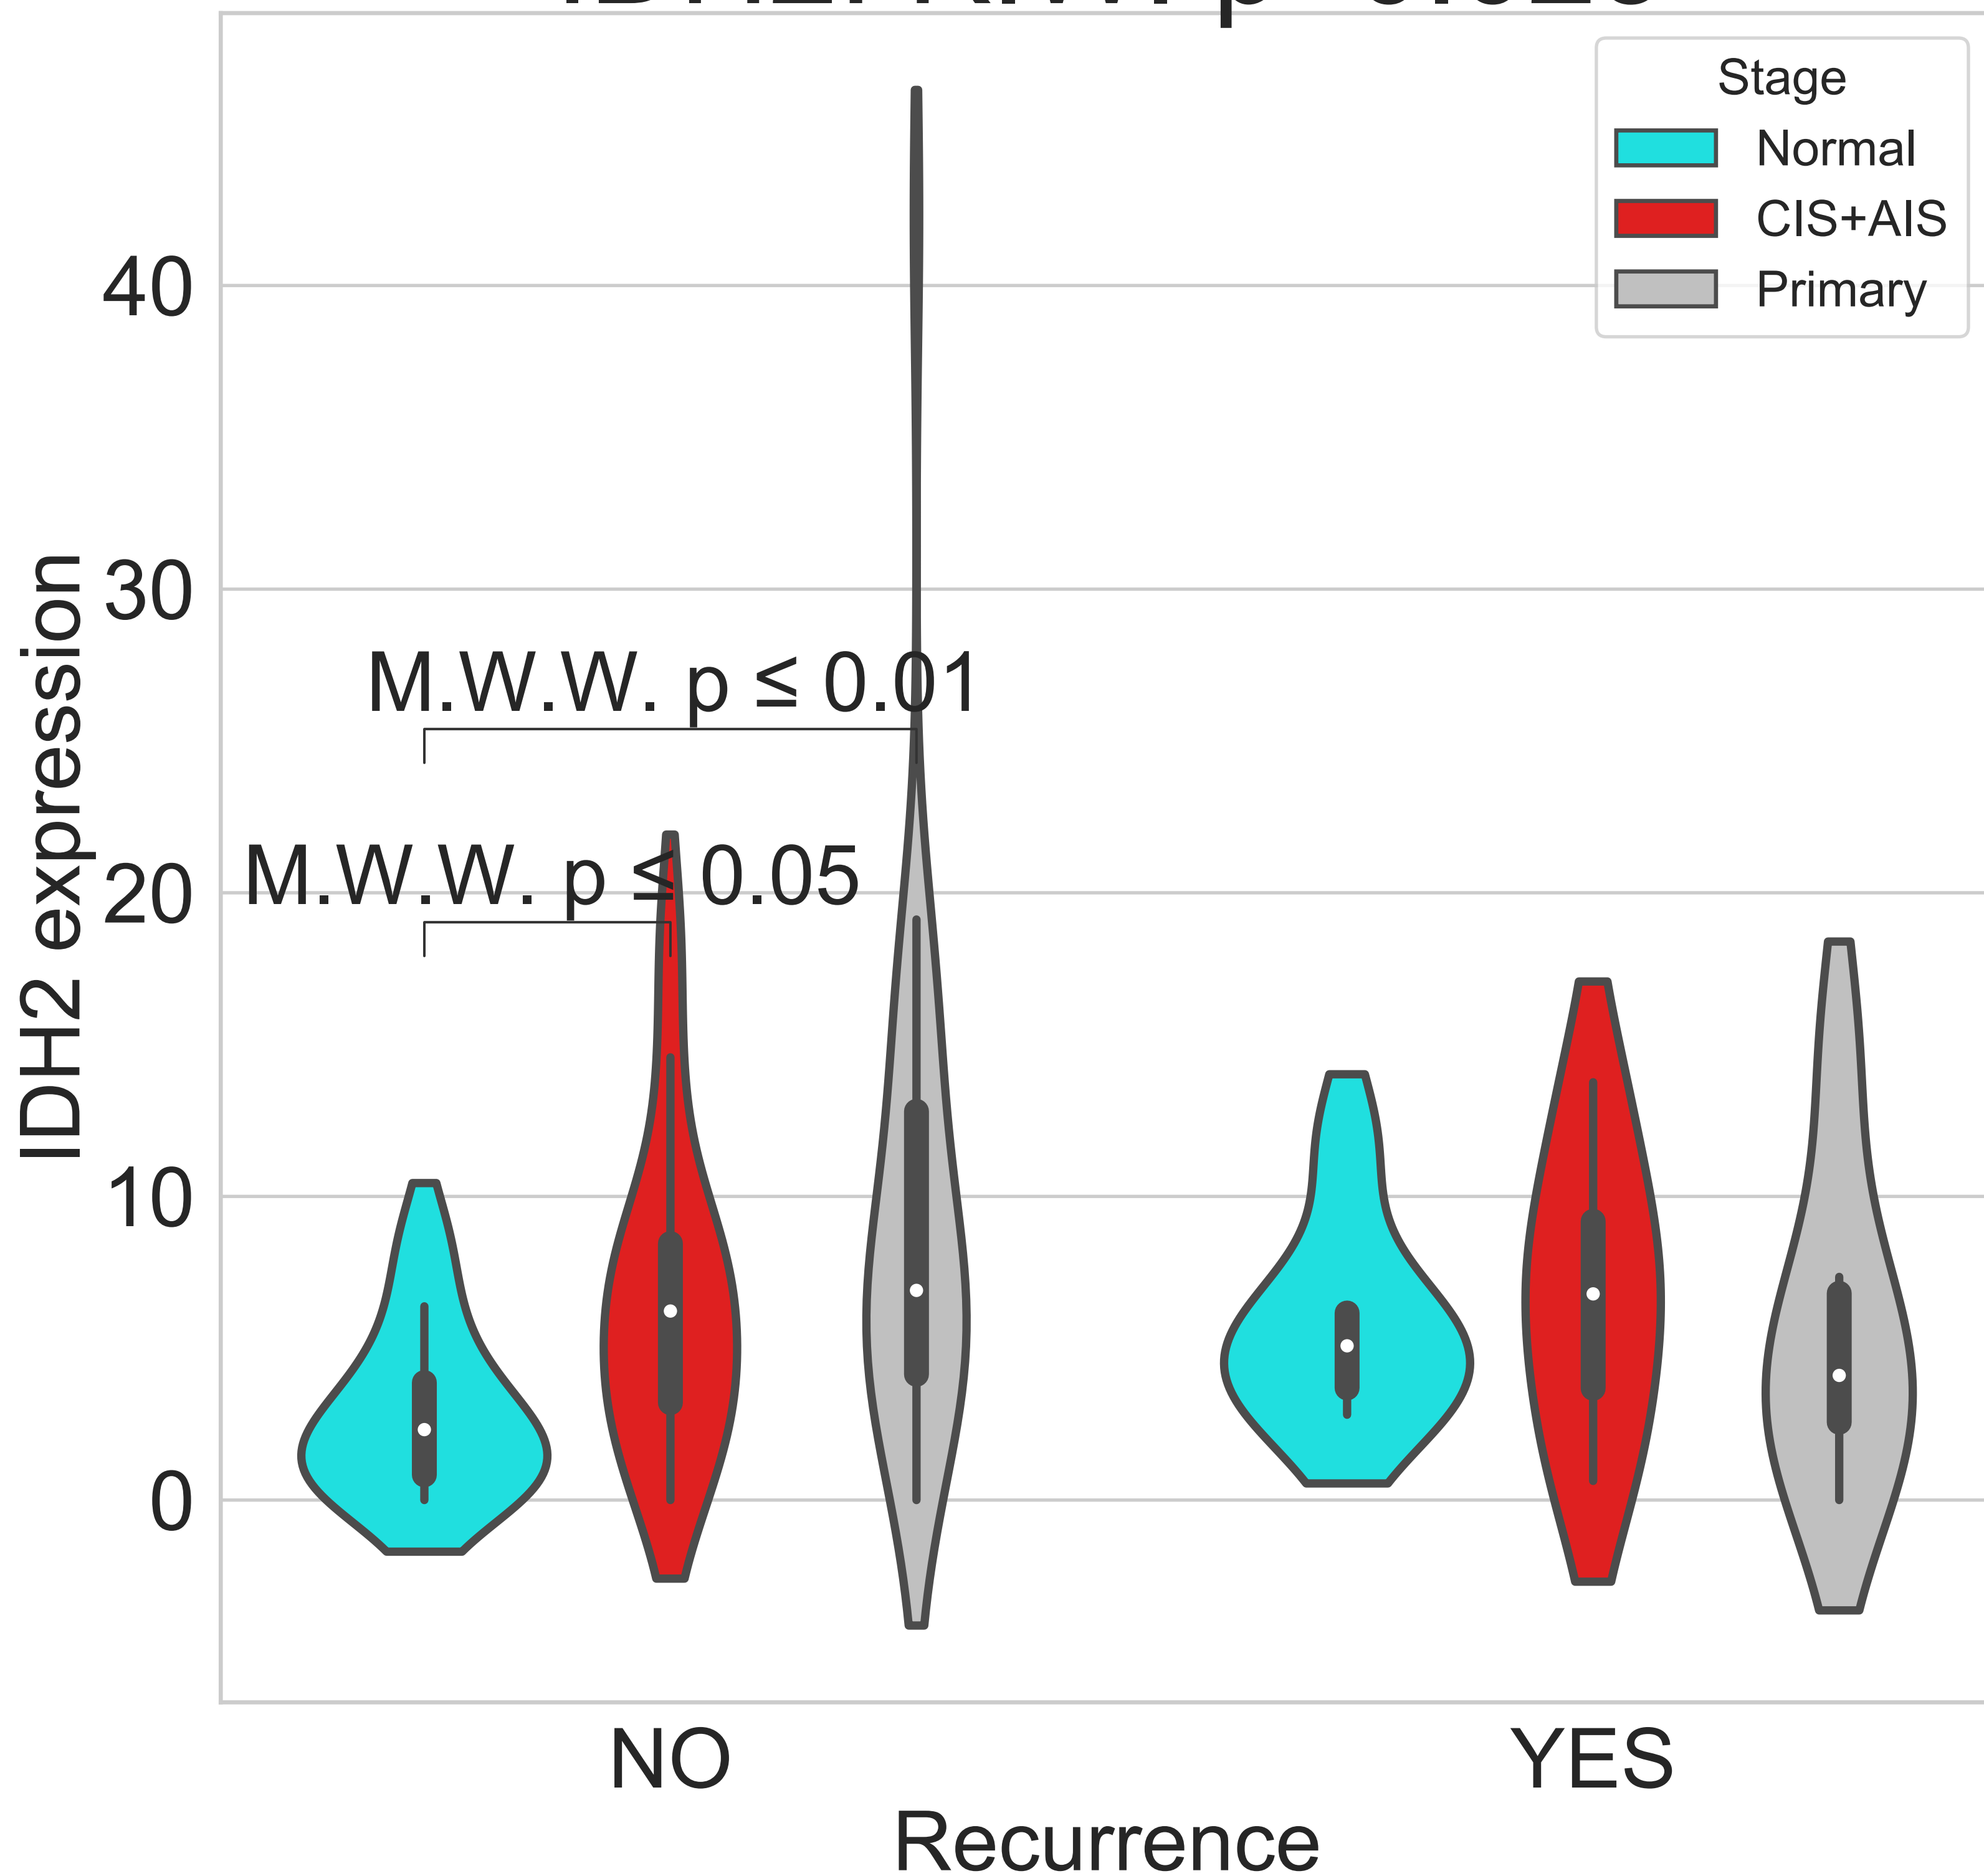 Stage
Normal
CIS+AIS
Primary
40
30
20
10
0
IDH2 expression
M.W.W. p ≤ 0.01
M.W.W. p ≤ 0.05
NO
YES
Recurrence